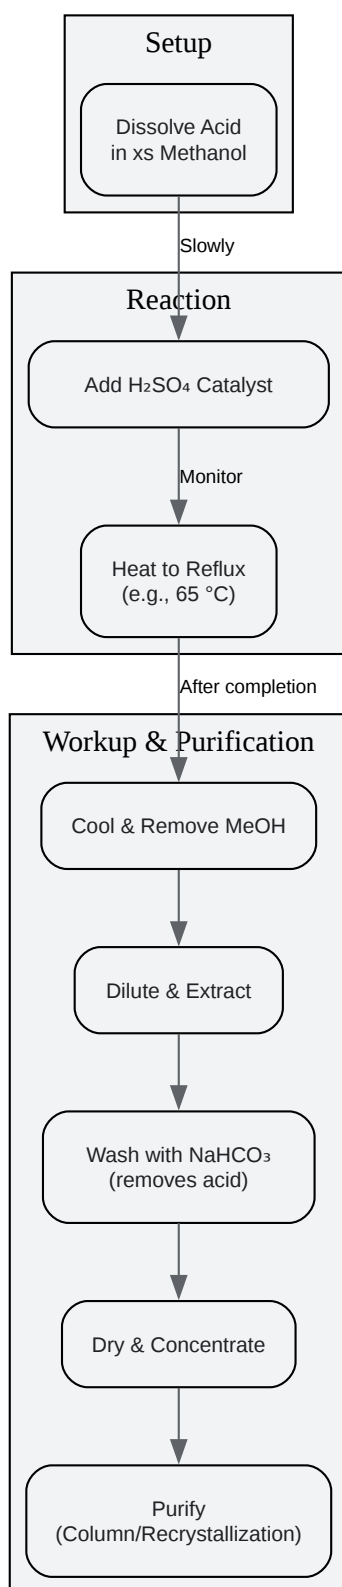 Setup
Dissolve Acid
in xs Methanol
Slowly
Reaction
Add H₂SO₄ Catalyst
Monitor
Heat to Reflux
(e.g., 65 °C)
After completion
Workup & Purification
Cool & Remove MeOH
Dilute & Extract
Wash with NaHCO₃
(removes acid)
Dry & Concentrate
Purify
(Column/Recrystallization)